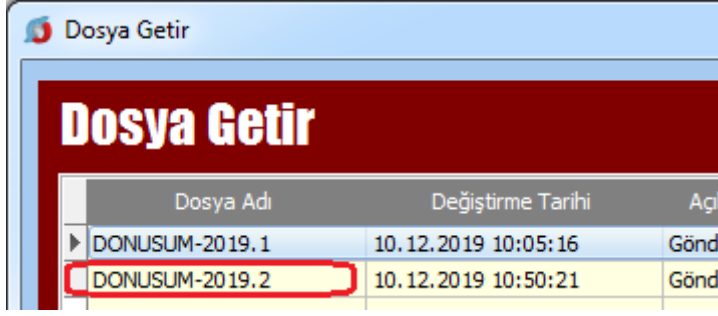 Dosya Getir
Dosya Getir
Dosya Adı Değiştirme Tarihi
DONUSUM-2019.1 10.12.2019 10:05:16
DONUSUM-2019.2 10.12.2019 10:50:21